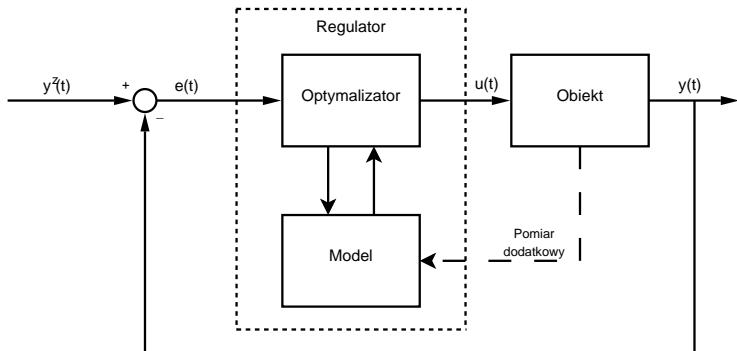 Regulator
y^z(t)
+
−
e(t)
Optymalizator
u(t)
Obiekt
y(t)
Model
Pomiar
dodatkowy